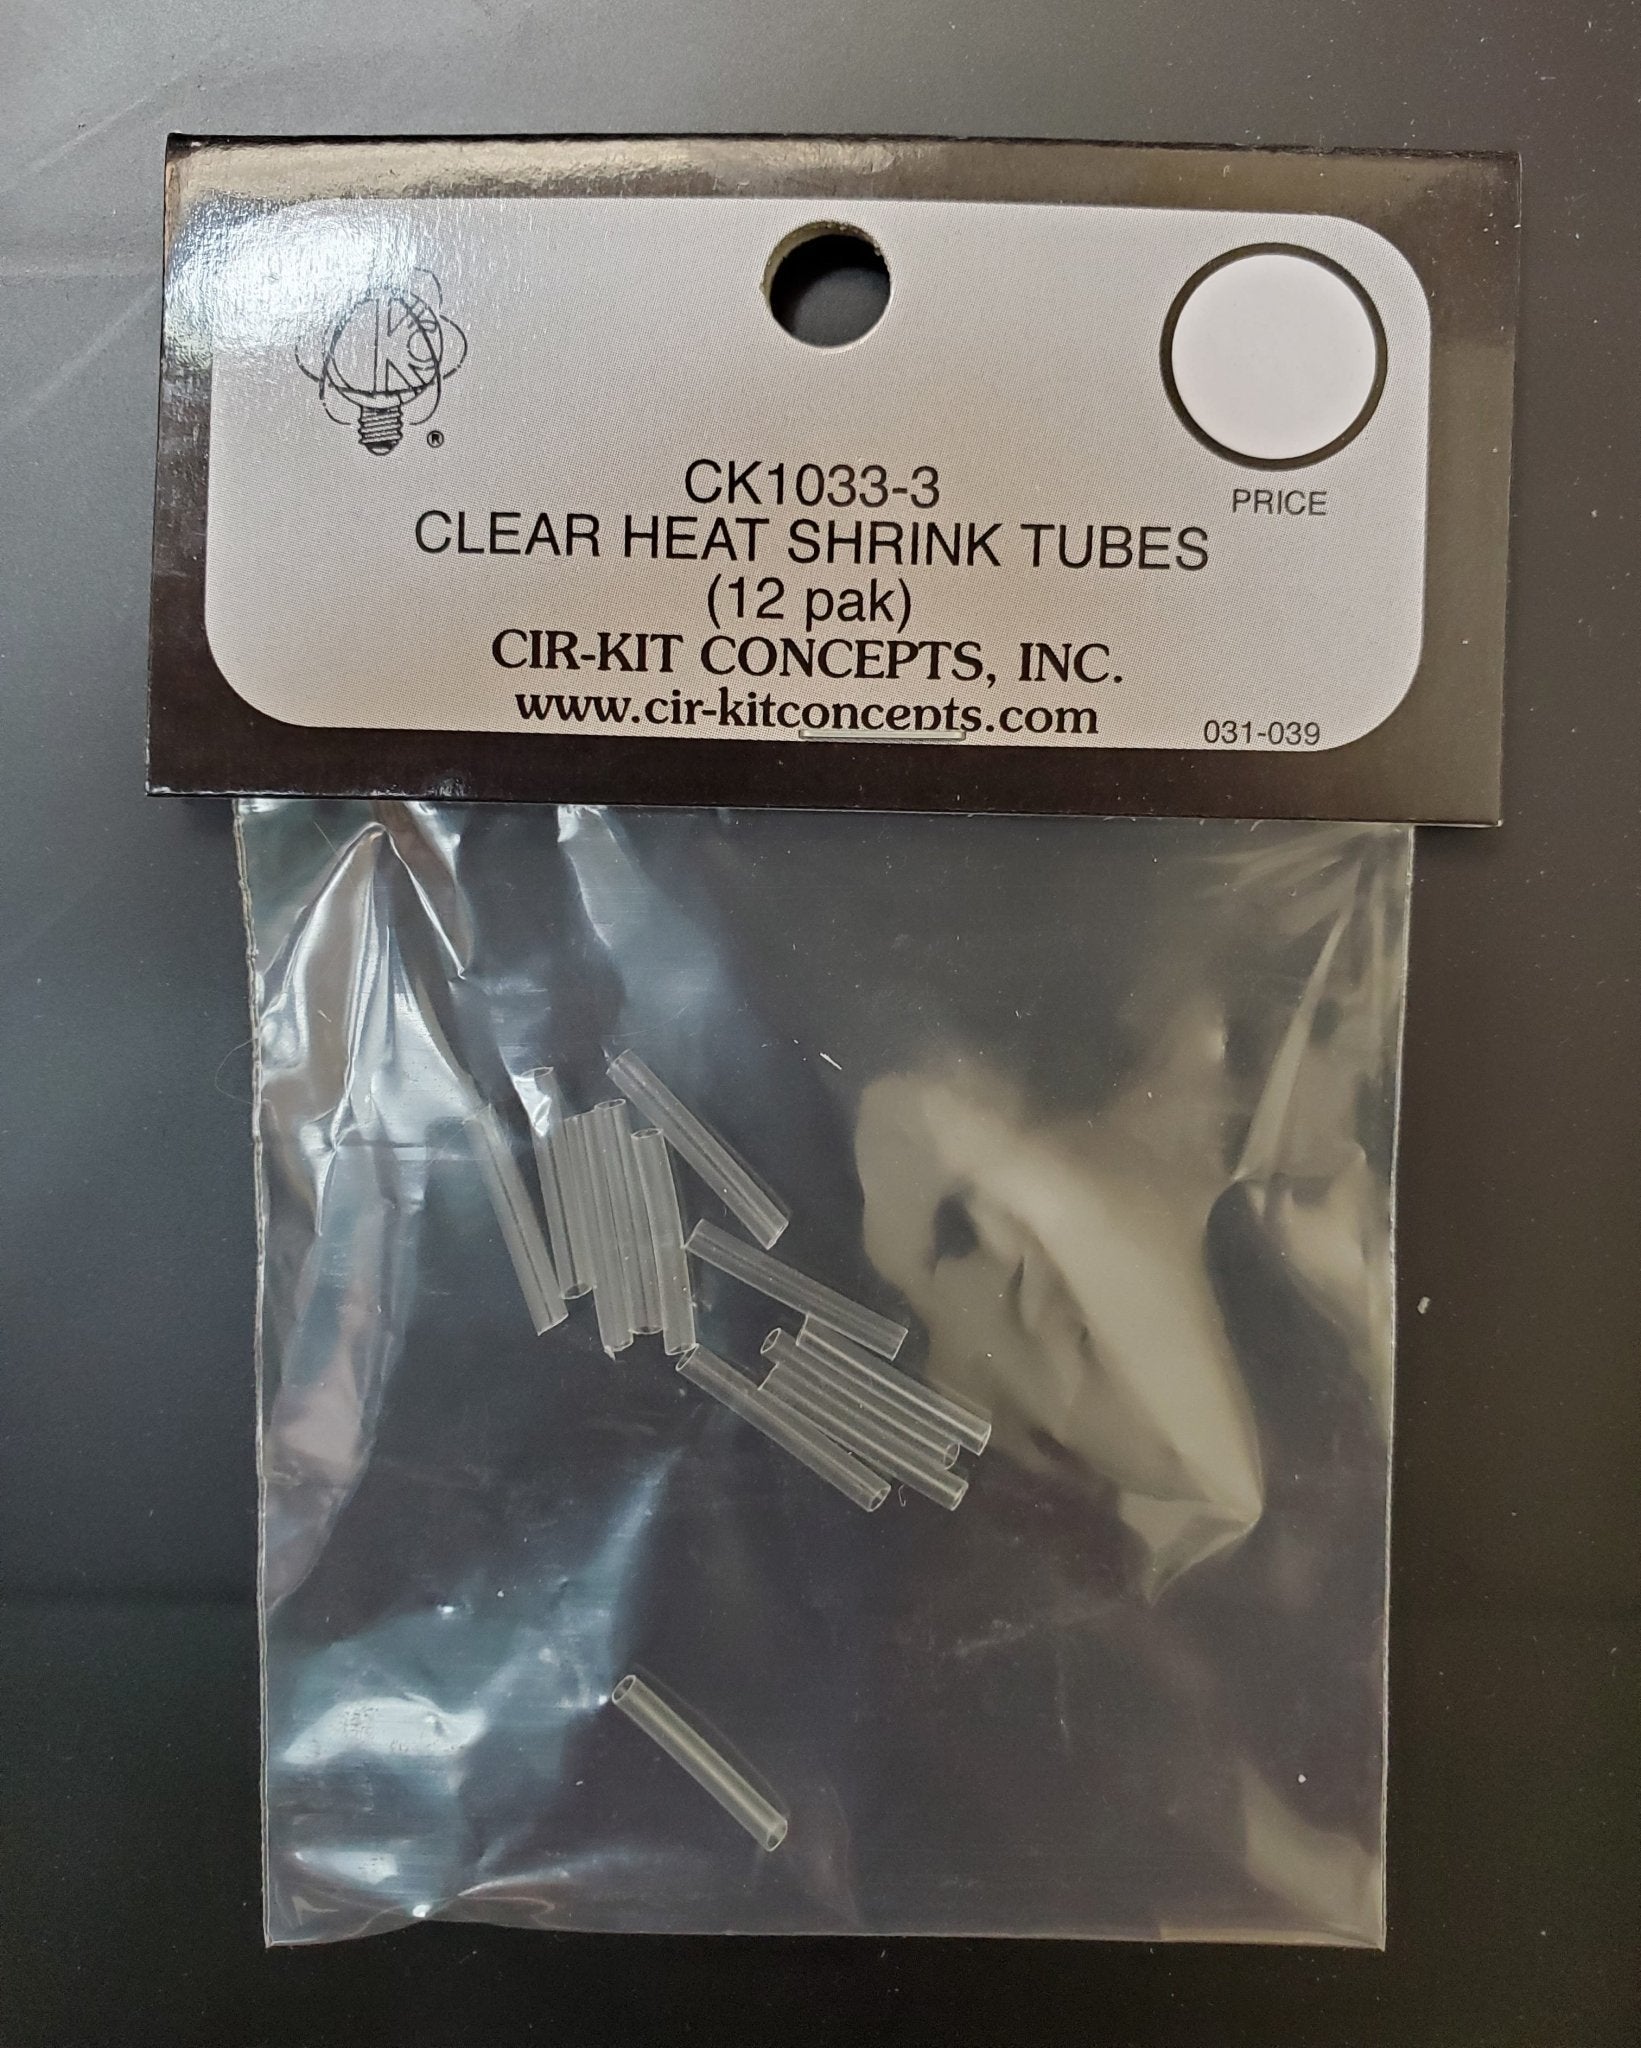 ®
CK1033-3
PRICE
CLEAR HEAT SHRINK TUBES
(12 pak)
CIR-KIT CONCEPTS, INC.
www.cir-kitconcepts.com
031-039